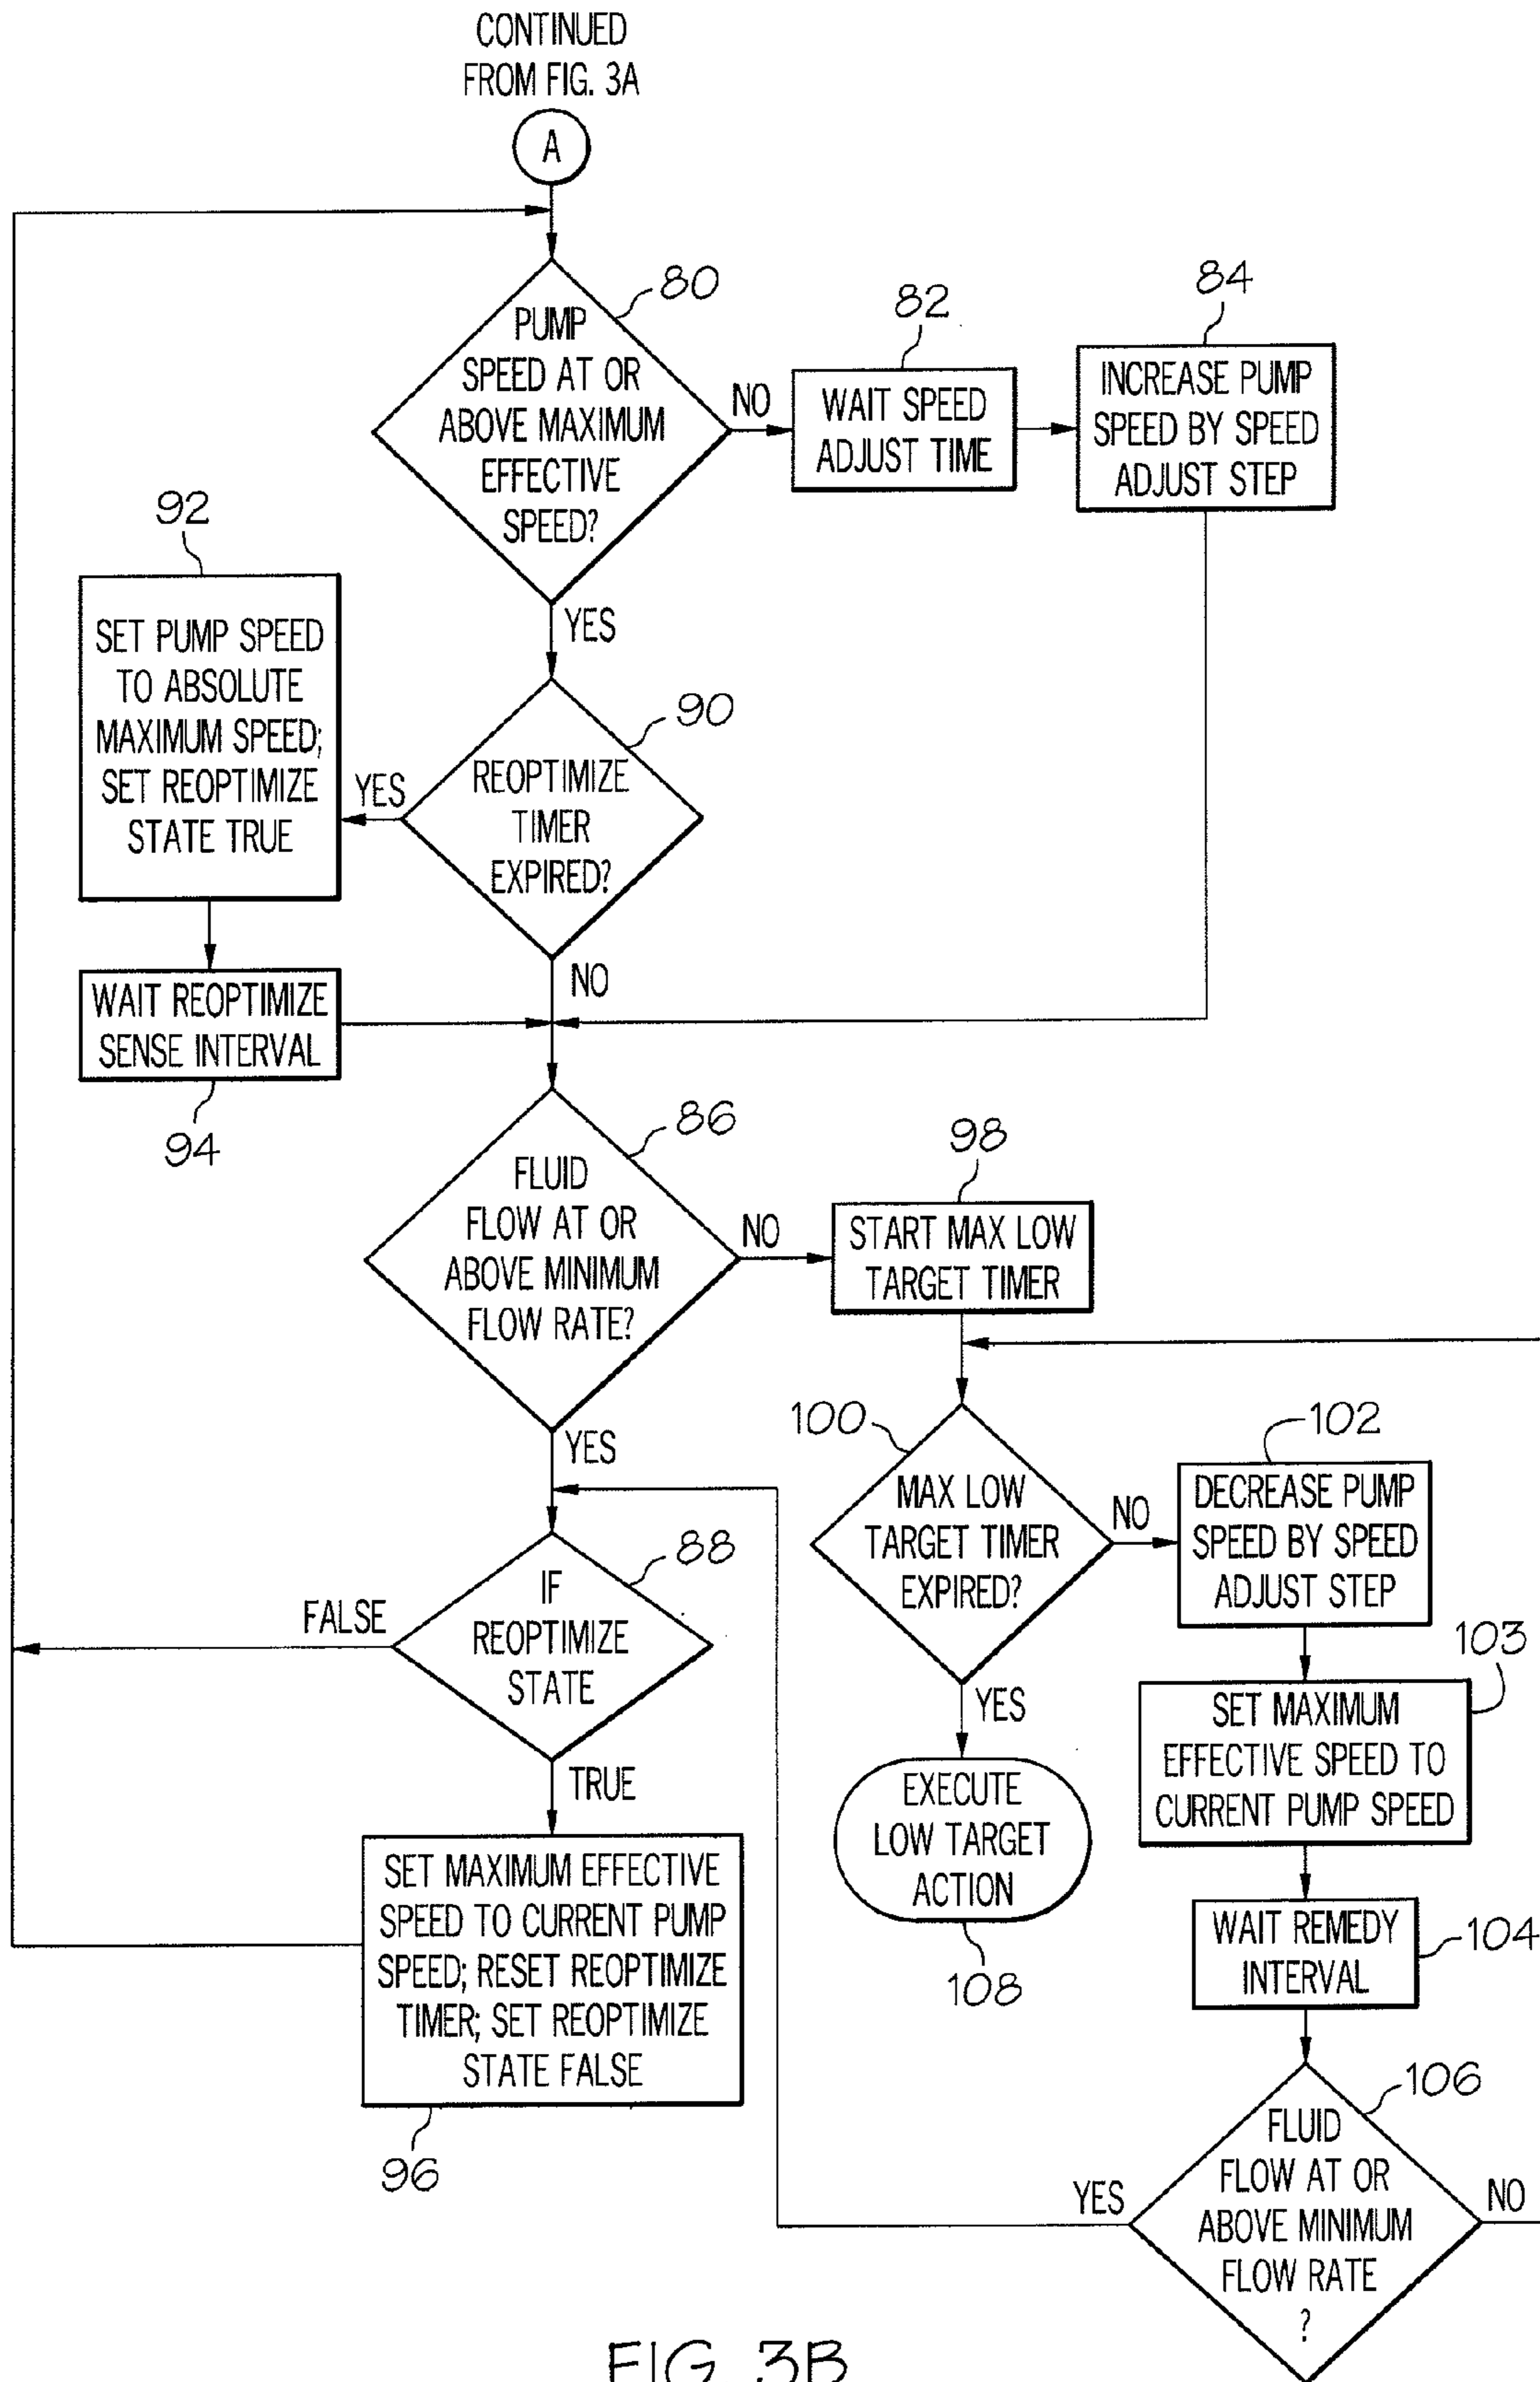 CONTINUED
FROM FIG. 3A
A
80
PUMP
SPEED AT OR
ABOVE MAXIMUM
EFFECTIVE
SPEED?
NO
82
WAIT SPEED
ADJUST TIME
84
INCREASE PUMP
SPEED BY SPEED
ADJUST STEP
YES
92
SET PUMP SPEED
TO ABSOLUTE
MAXIMUM SPEED;
SET REOPTIMIZE
STATE TRUE
YES
90
REOPTIMIZE
TIMER
EXPIRED?
NO
WAIT REOPTIMIZE
SENSE INTERVAL
94
86
FLUID
FLOW AT OR
ABOVE MINIMUM
FLOW RATE?
NO
98
START MAX LOW
TARGET TIMER
YES
100
MAX LOW
TARGET TIMER
EXPIRED?
NO
102
DECREASE PUMP
SPEED BY SPEED
ADJUST STEP
88
IF
REOPTIMIZE
STATE
FALSE
TRUE
YES
103
SET MAXIMUM
EFFECTIVE SPEED TO
CURRENT PUMP SPEED
EXECUTE
LOW TARGET
ACTION
108
SET MAXIMUM EFFECTIVE
SPEED TO CURRENT PUMP
SPEED; RESET REOPTIMIZE
TIMER; SET REOPTIMIZE
STATE FALSE
96
WAIT REMEDY
INTERVAL
104
106
FLUID
FLOW AT OR
ABOVE MINIMUM
FLOW RATE
?
YES
NO
FIG. 3B